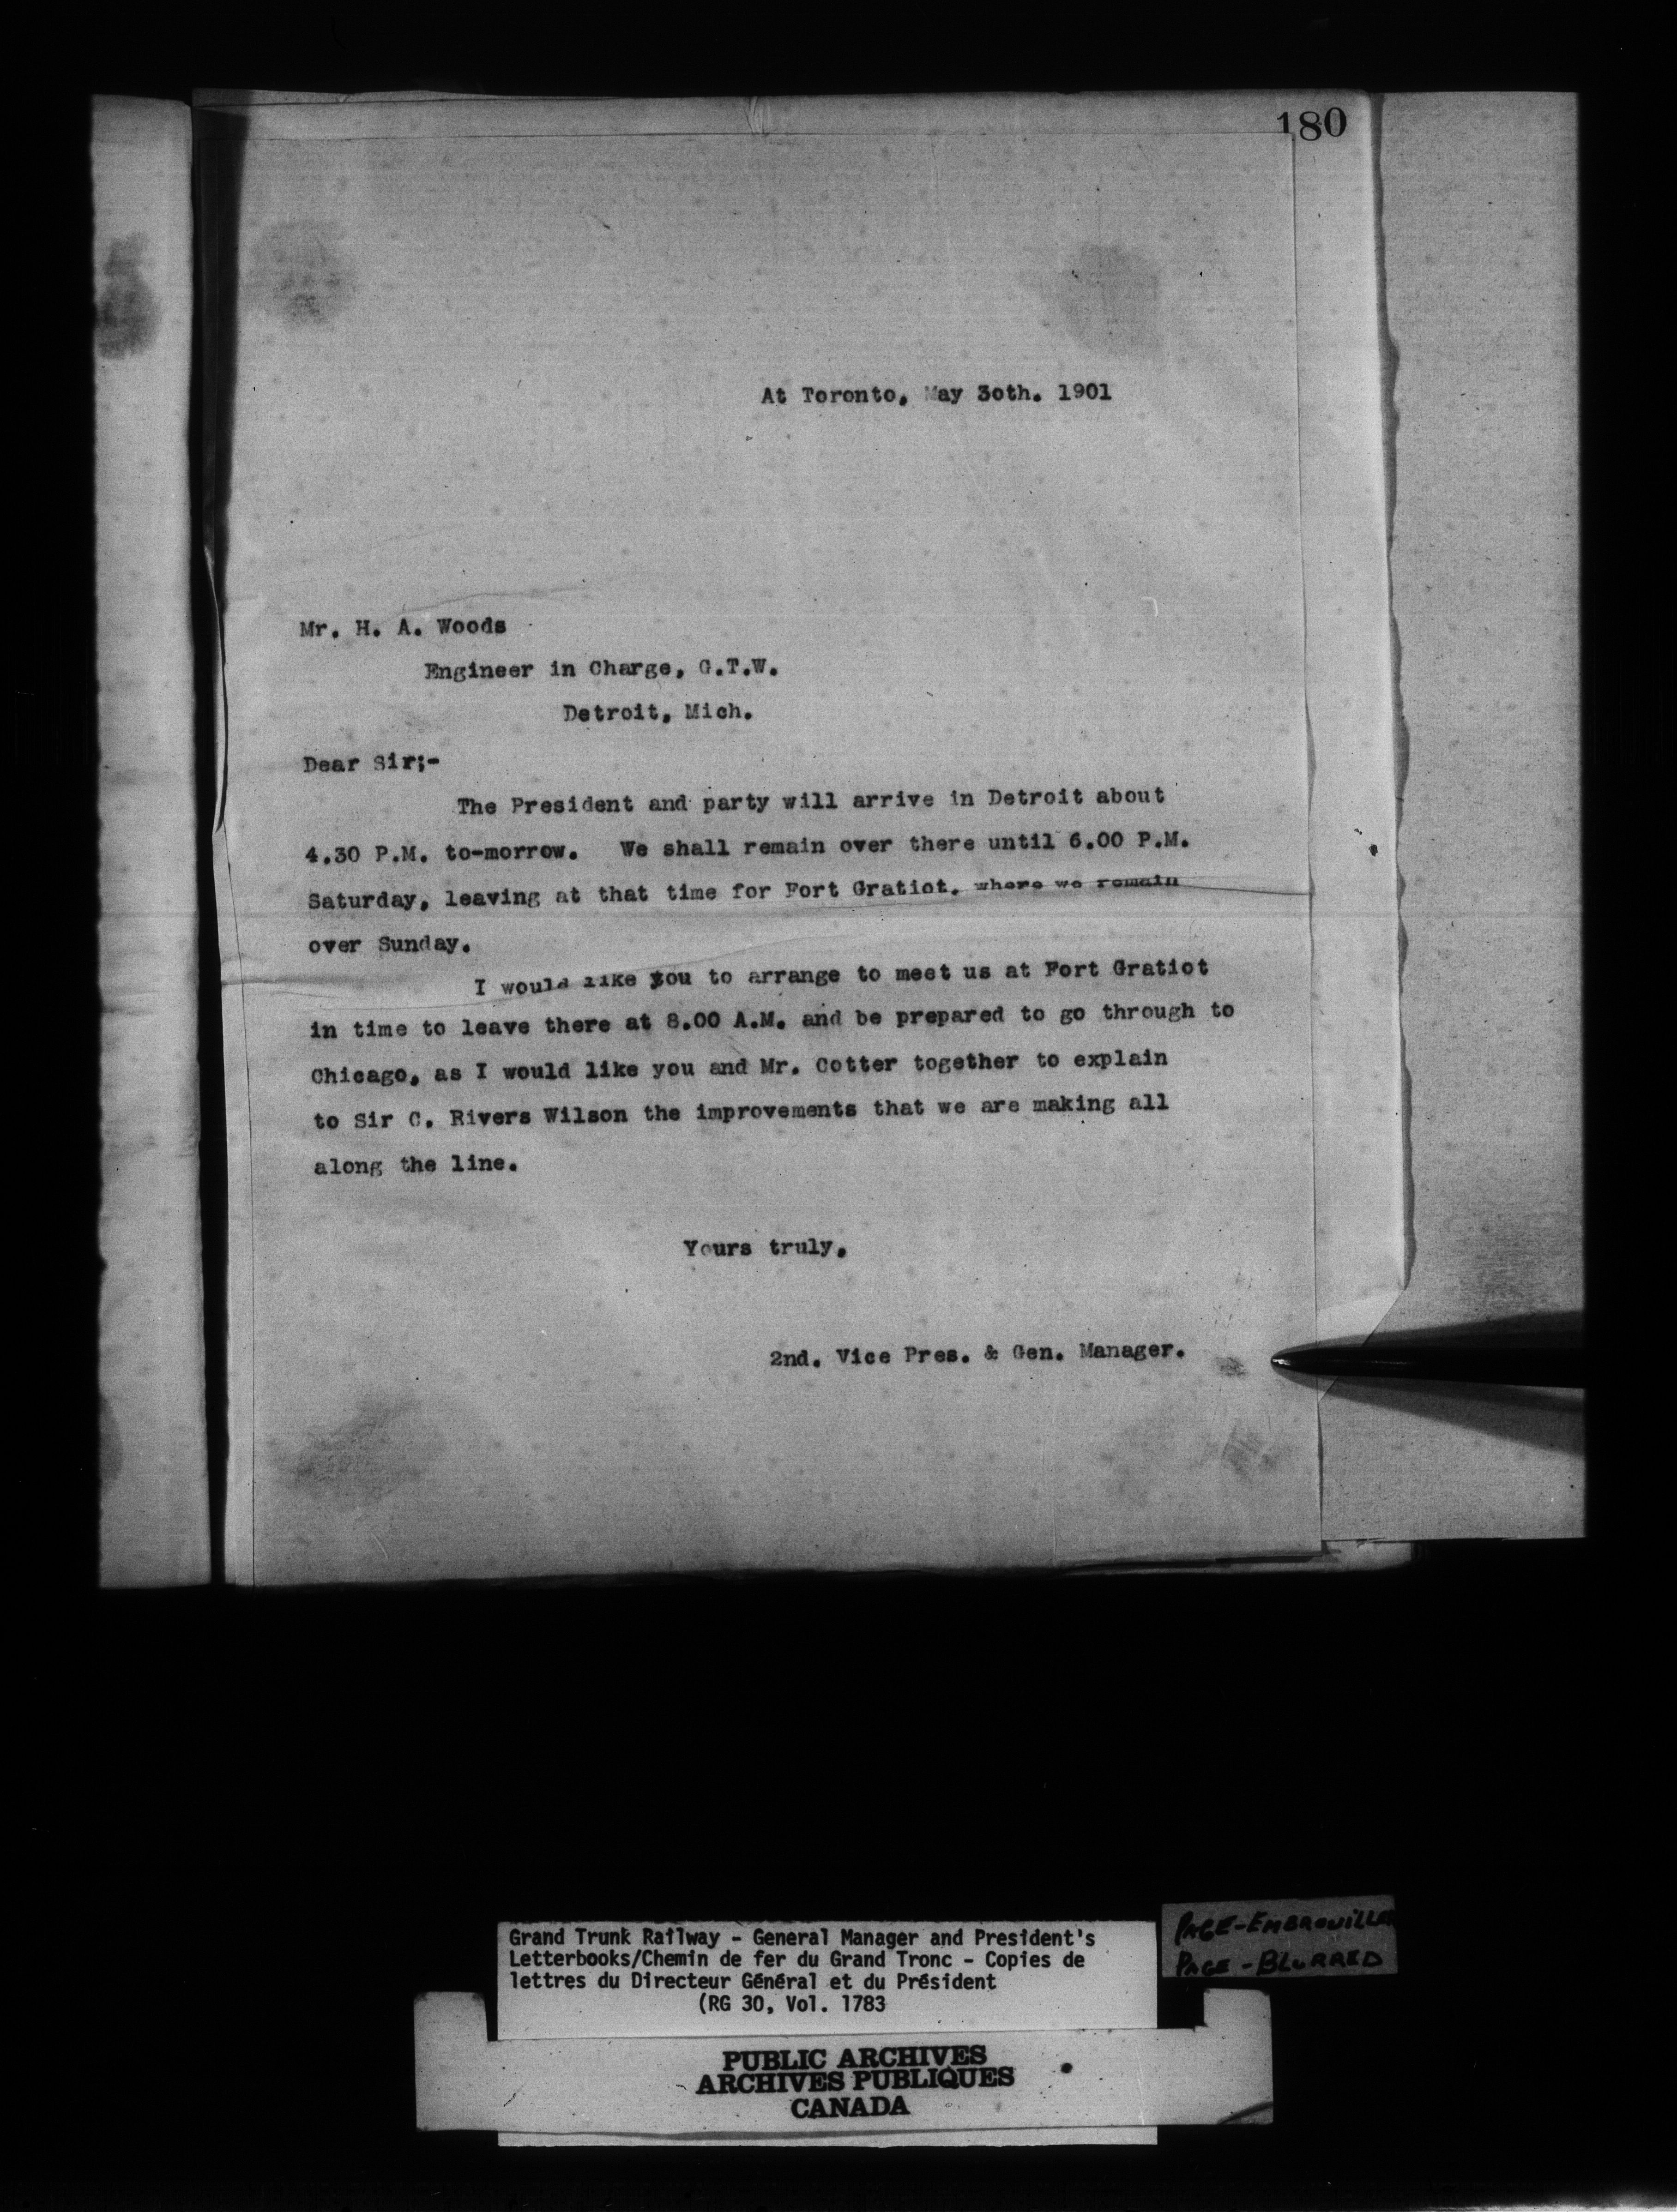 180
At Toronto, May 3oth. 1901
Mr. H. A. Woods
Engineer in Charge, G.T.W.
Detroit, Mich.
Dear Sir;-
The President and party will arrive in Detroit about
4.30 P.M. to-morrow. We shall remain over there until 6.00 P.M.
Saturday, leaving at that time for Fort Gratiot. where we remain
over Sunday.
I would like you to arrange to meet us at Fort Gratiot
in time to leave there at 8.00 A.M. and be prepared to go through to
Chicago, as I would like you and Mr. Cotter together to explain
to Sir C. Rivers Wilson the improvements that we are making all
along the line.
Yours truly,
2nd. Vice Pres. & Gen. Manager.
Grand Trunk Railway - General Manager and President's
Letterbooks/Chemin de fer du Grand Tronc - Copies de
lettres du Directeur Général et du Président
(RG 30, Vol. 1783
PAGE-EMBROUILLE
PAGE-BLURRED
PUBLIC ARCHIVES
ARCHIVES PUBLIQUES
CANADA